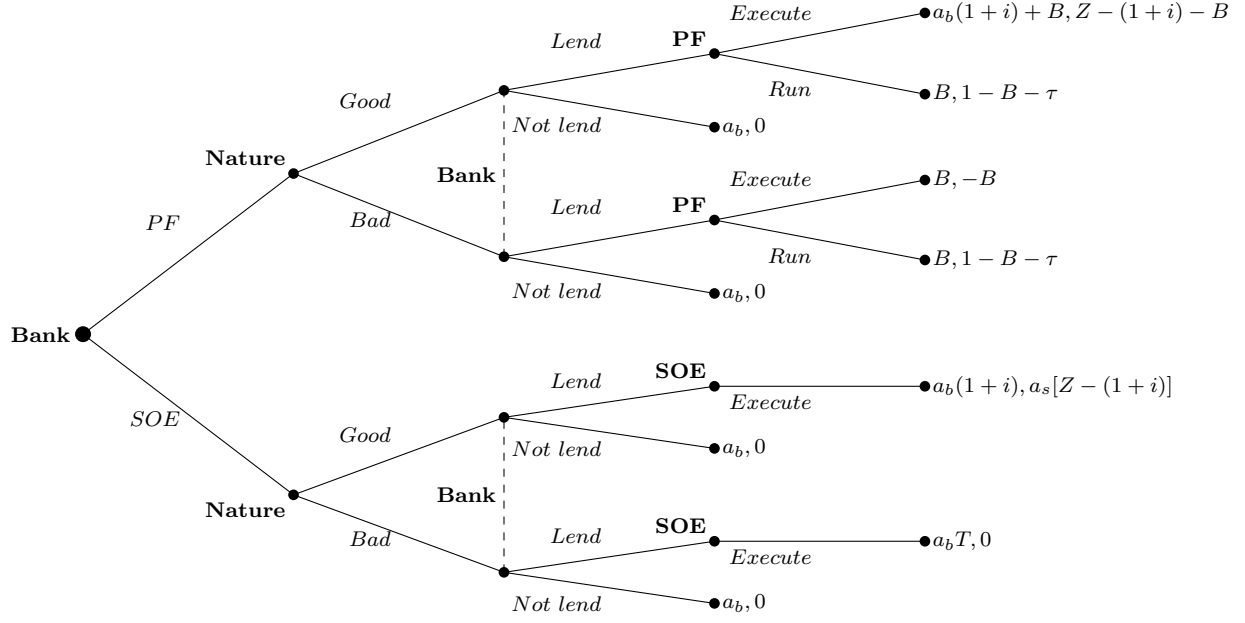 Execute
a_b(1 + i) + B, Z − (1 + i) − B
Lend
PF
Run
B, 1 − B − τ
Good
Not lend
a_b, 0
Nature
Bank
Execute
B, −B
PF
Bad
Lend
PF
Run
B, 1 − B − τ
Not lend
a_b, 0
Bank
SOE
Lend
SOE
Execute
a_b(1 + i), a_s[Z − (1 + i)]
Good
Not lend
a_b, 0
Nature
Bank
Bad
Lend
SOE
Execute
a_bT, 0
Not lend
a_b, 0